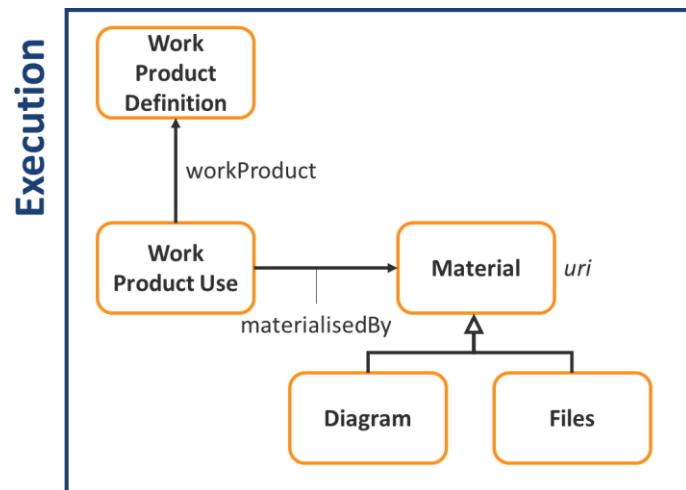 Execution
Work
Product
Definition
workProduct
Work
Product Use
Material
uri
materialisedBy
Diagram
Files